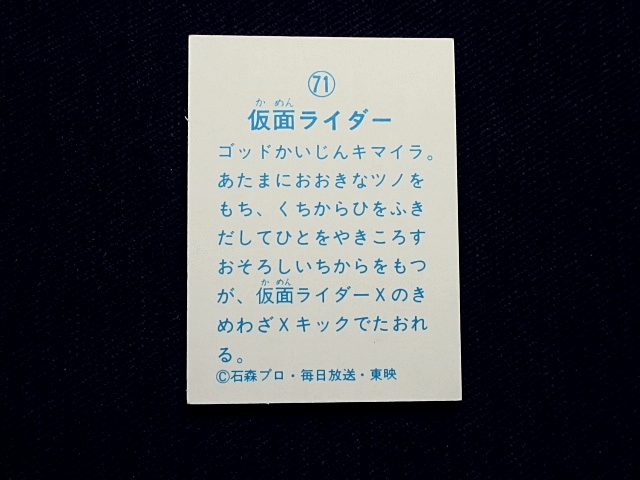 71
か めん
仮面ライダー
ゴッドかいじんキマイラ。
あたまにおおきなツノを
もち、くちからひをふき
だしてひとをやきころす
おそろしいちからをもつ
か めん
が、仮面ライダーXのき
めわざXキックでたおれ
る。
©石森プロ・毎日放送・東映